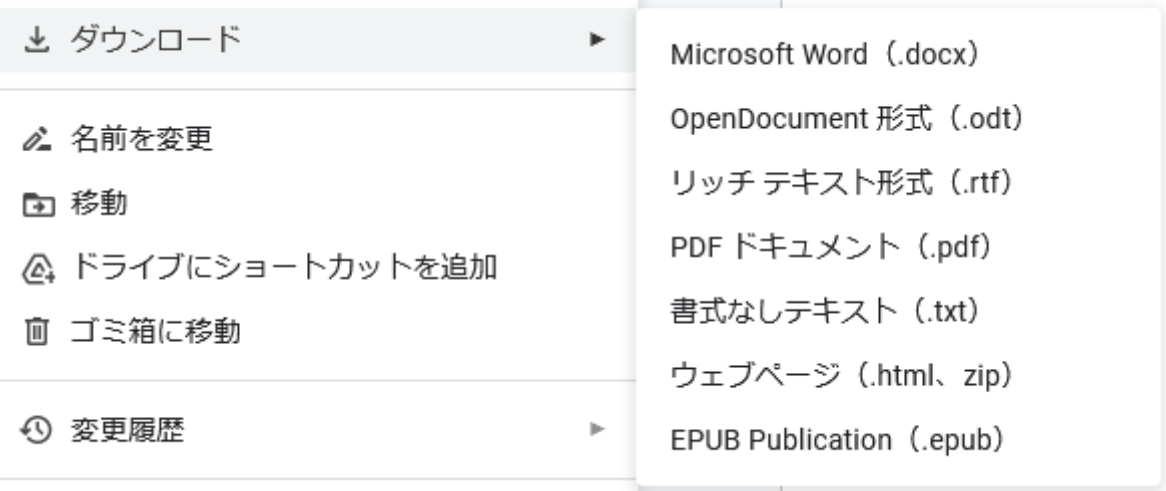 ダウンロード
名前を変更
移動
ドライブにショートカットを追加
ゴミ箱に移動
変更履歴
Microsoft Word（.docx）
OpenDocument 形式（.odt）
リッチ テキスト形式（.rtf）
PDF ドキュメント（.pdf）
書式なしテキスト（.txt）
ウェブページ（.html、zip）
EPUB Publication（.epub）